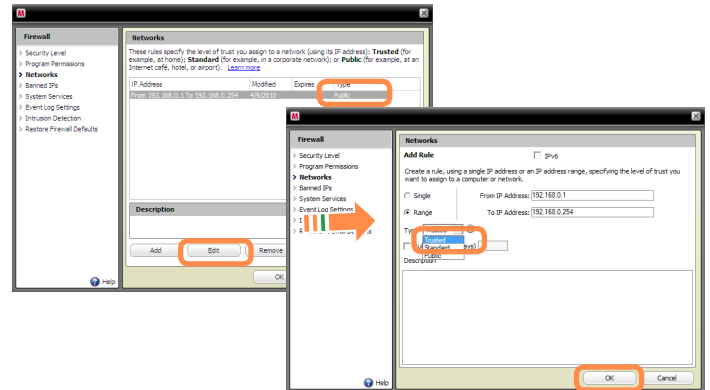 Firewall
> Security Level
> Program Permissions
> Networks
> Banned IPs
> System Services
> Event Log Settings
> Intrusion Detection
> Restore Firewall Defaults
Help
Networks
These rules specify the level of trust you assign to a network (using its IP address): Trusted (for
example, at home); Standard (for example, in a corporate network); or Public (for example, at an
Internet café, hotel, or airport). Learn more
IP Address Modified Expires Type
From 192.168.0.1 To 192.168.0.254 4/9/2010 Public
Description
Add Edit Remove
OK
Firewall
> Security Level
> Program Permissions
> Networks
> Banned IPs
> System Services
> Event Log Settings
Help
Networks
Add Rule IPv6
Create a rule, using a single IP address or an IP address range, specifying the level of trust you
want to assign to a computer or network.
Single From IP Address: 192.168.0.1
Range To IP Address: 192.168.0.254
Trusted
Trusted
Standard
Public
Description
OK Cancel